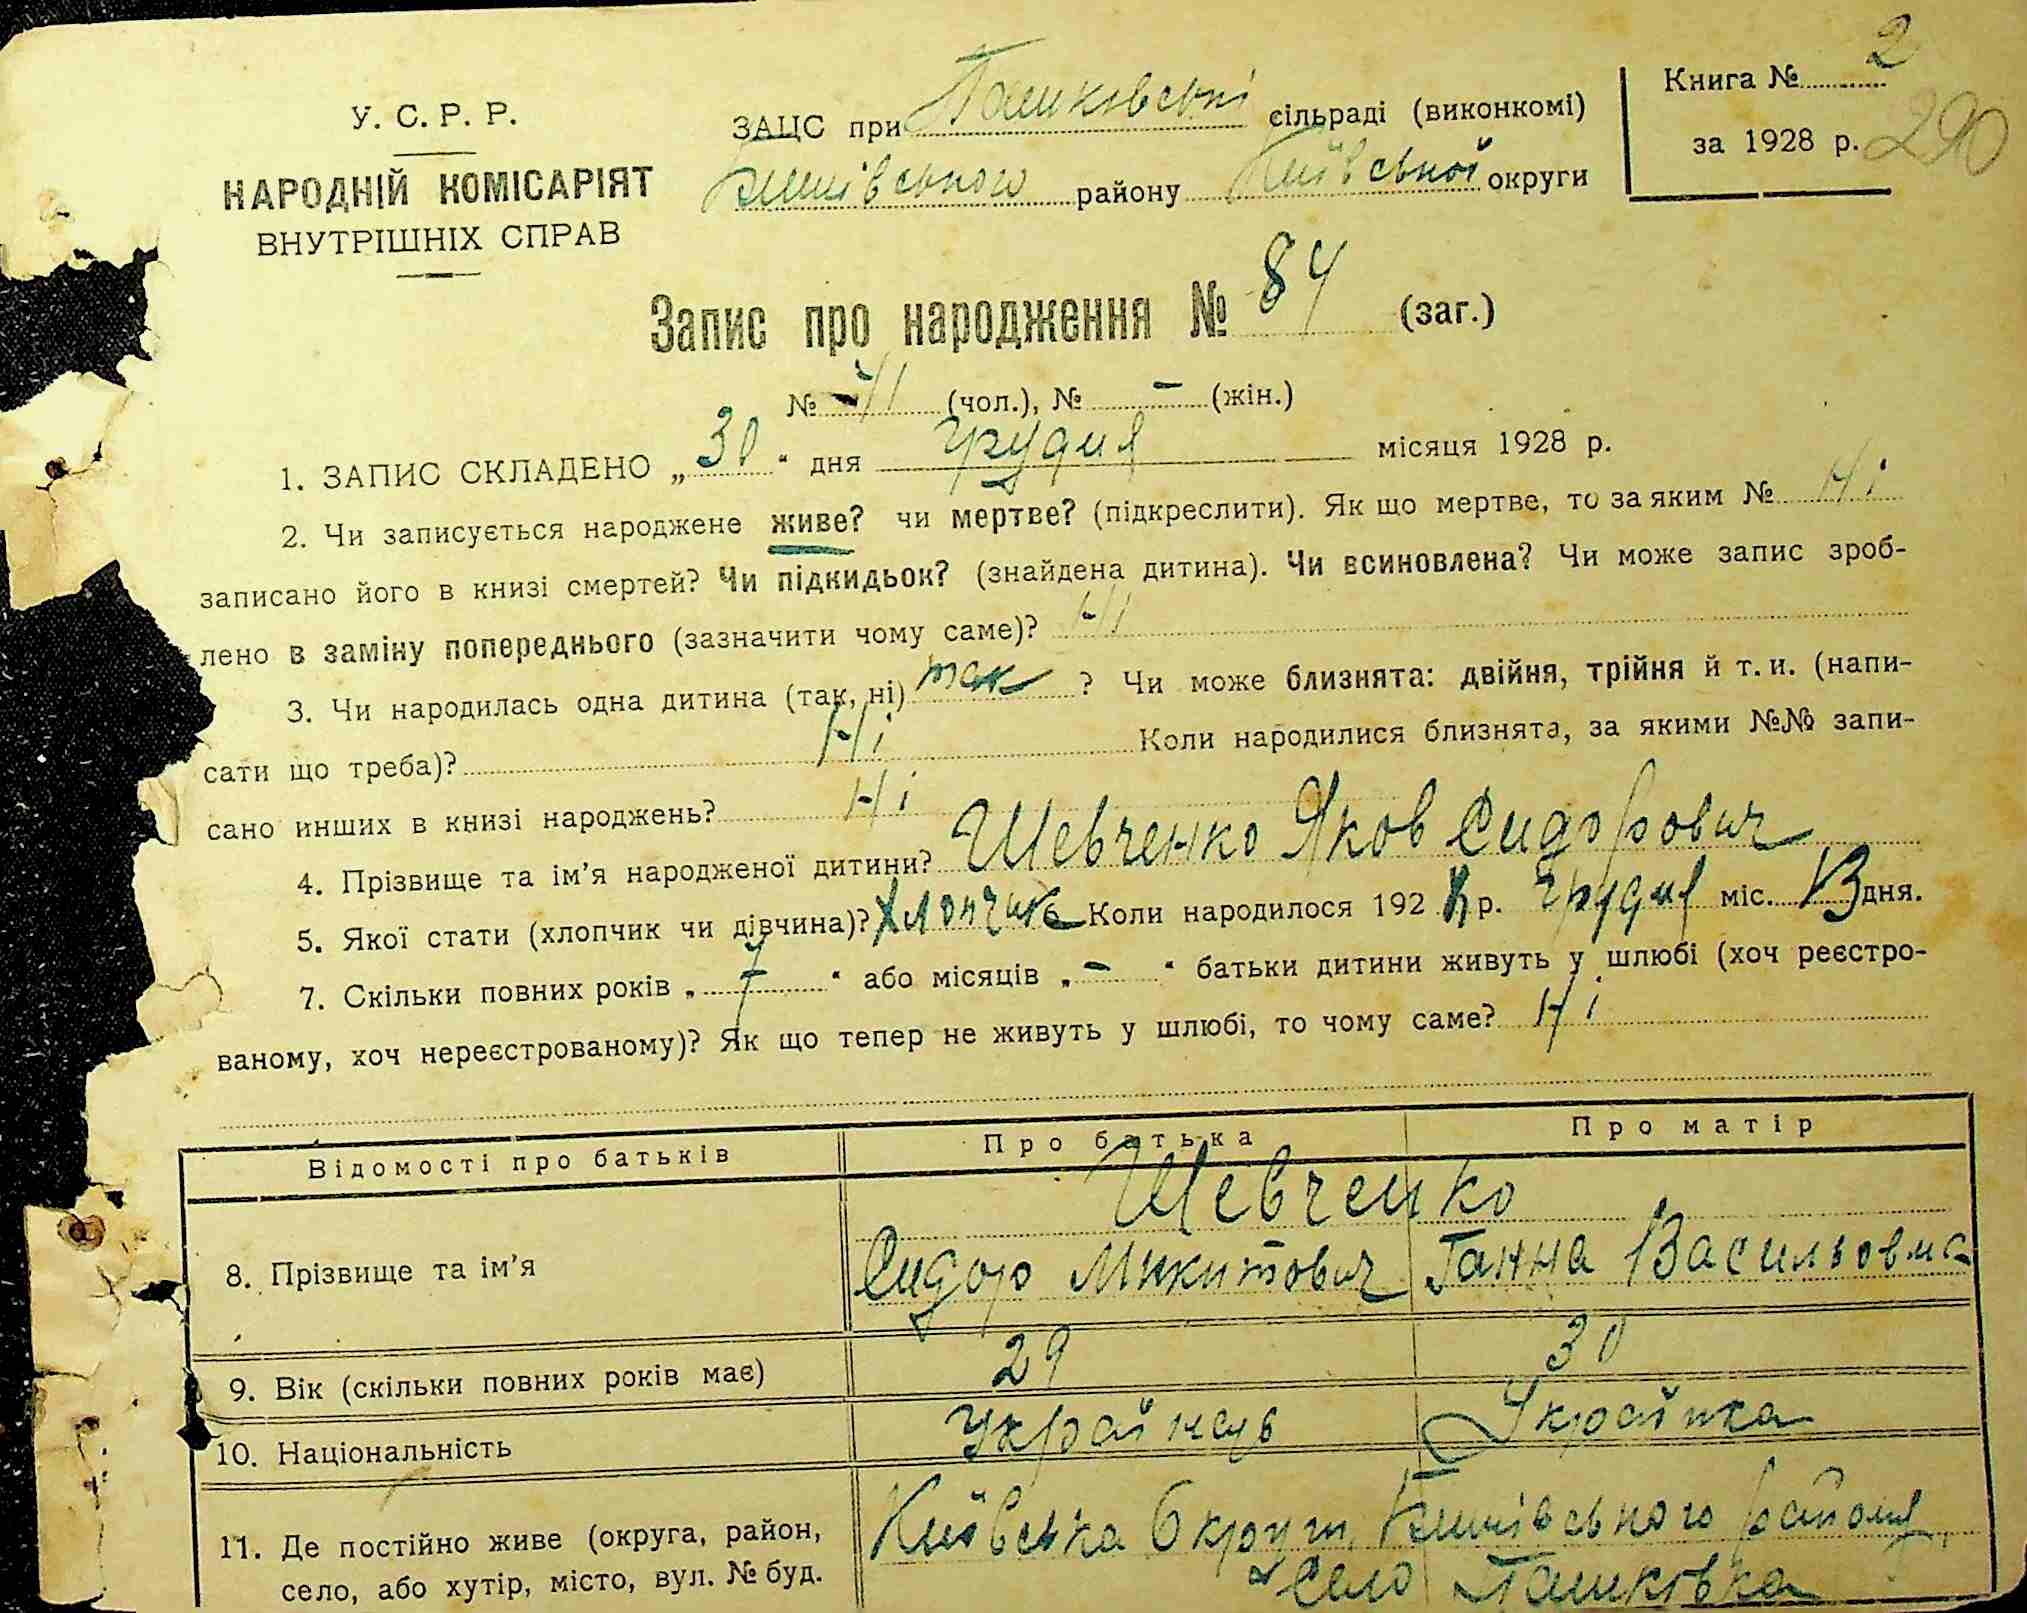 У. С. Р. Р.
НАРОДНІЙ КОМІСАРІЯТ
ВНУТРІШНІХ СПРАВ
ЗАЦС при сільраді (виконкомі)
району Київської округи
Книга № 2
за 1928 р. 290
Запис про народження № 84 (заг.)
№ 41 (чол.), № - (жін.)
1. ЗАПИС СКЛАДЕНО „ 30 “ дня Грудня місяця 1928 р.
2. Чи записується народжене живе? чи мертве? (підкреслити). Як що мертве, то за яким № Ні
записано його в книзі смертей? Чи підкидьок? (знайдена дитина). Чи всиновлена? Чи може запис зроб-
лено в заміну попереднього (зазначити чому саме)? Ні
3. Чи народилась одна дитина (так, ні) так ? Чи може близнята: двійня, трійня й т. и. (напи-
сати що треба)? Ні Коли народилися близнята, за якими №№ запи-
сано инших в книзі народжень? Ні
4. Прізвище та ім’я народженої дитини? Шевченко Яков Сидорович
5. Якої стати (хлопчик чи дівчина)? Хлопчик Коли народилося 192 8 р. Грудня міс. 13 дня.
7. Скільки повних років „ 7 “ або місяців „ - “ батьки дитини живуть у шлюбі (хоч реєстро-
ваному, хоч нереєстрованому)? Як що тепер не живуть у шлюбі, то чому саме? Ні
Відомості про батьків Про батька Про матір
Шевченко
8. Прізвище та ім’я Сидор Микитович Ганна Васильовна
9. Вік (скільки повних років має) 29 30
10. Національність Українць Українка
11. Де постійно живе (округа, район, Київська Округи, району,
село, або хутір, місто, вул. № буд. Село